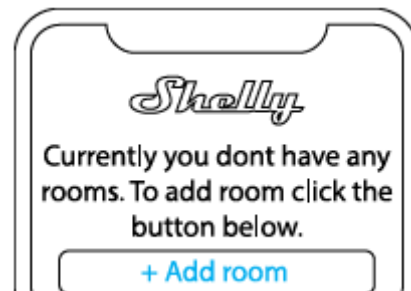 Shelly
Currently you dont have any
rooms. To add room click the
button below.
+ Add room